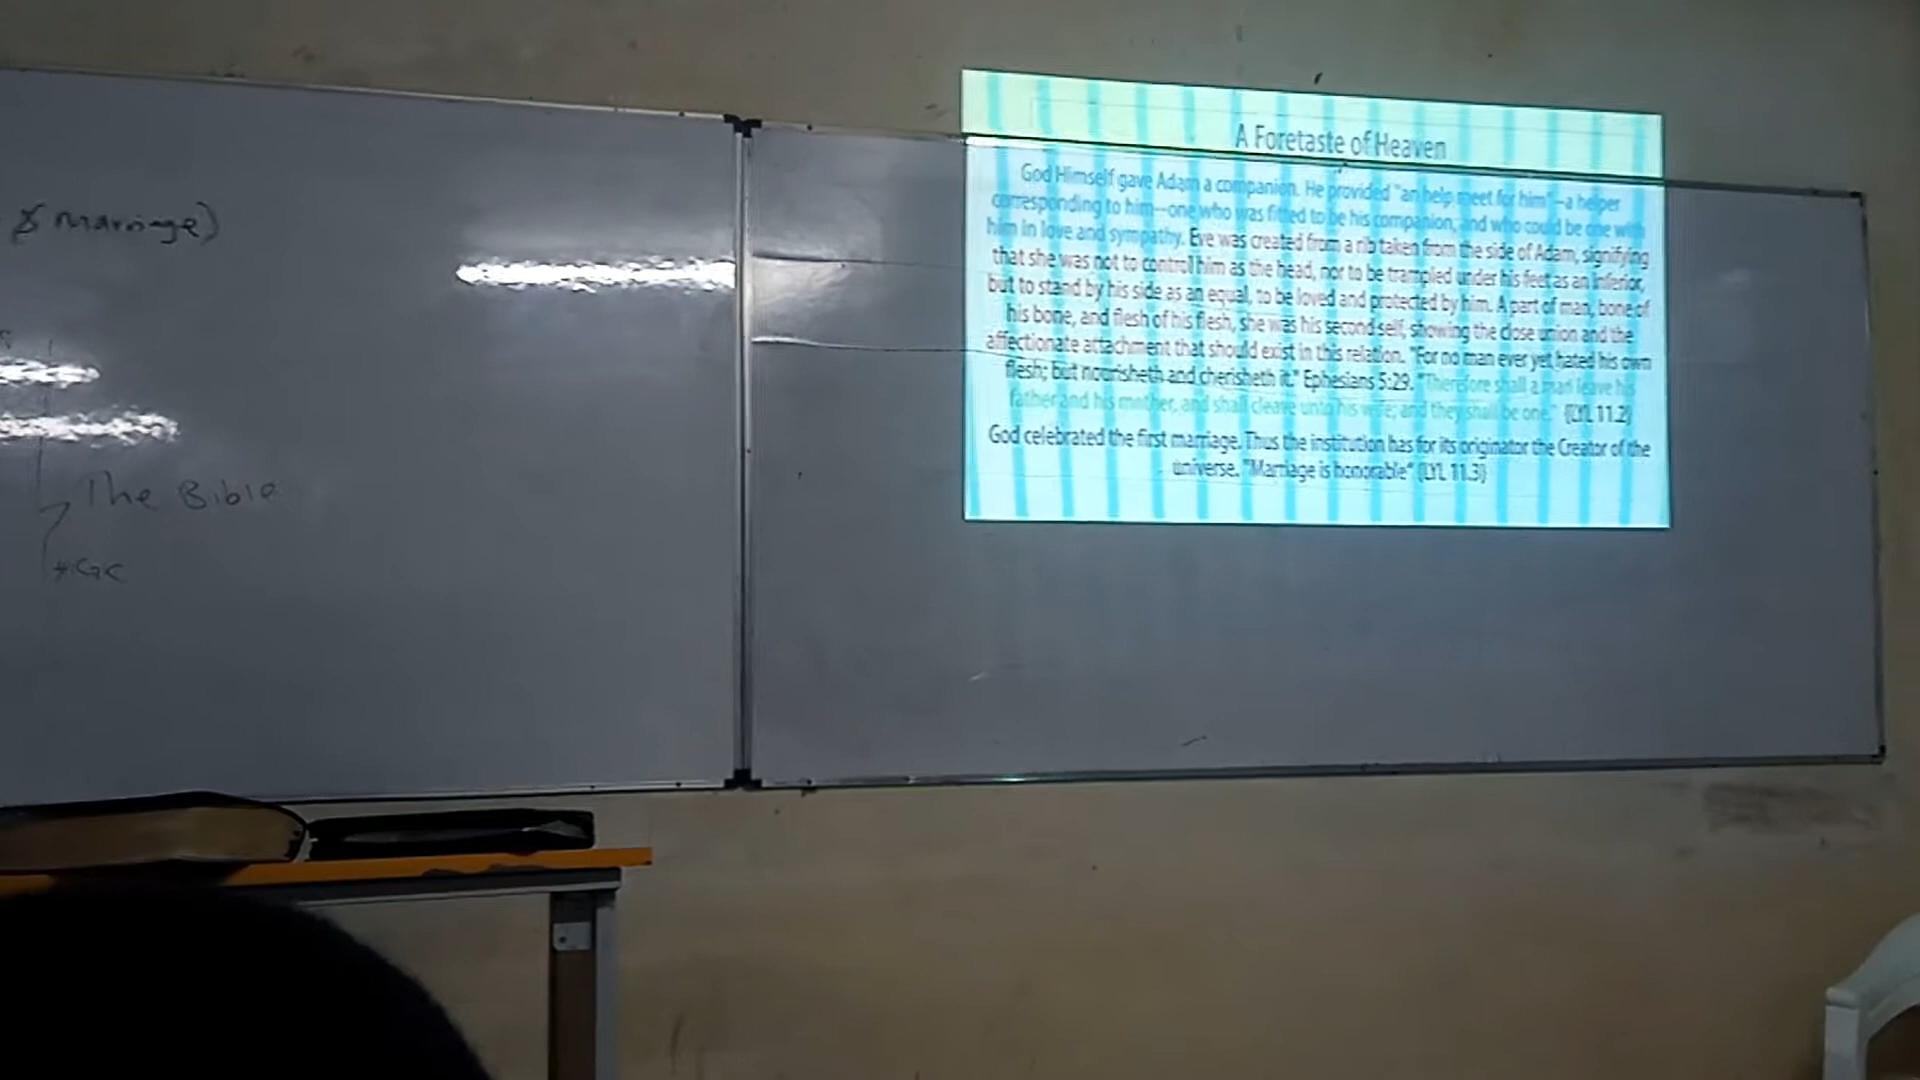 & marriage)
The Bible
*GC
A Foretaste of Heaven
God Himself gave Adam a companion. He provided "an help meet for him"—a helper
corresponding to him—one who was fitted to be his companion, and who could be one with
him in love and sympathy. Eve was created from a rib taken from the side of Adam, signifying
that she was not to control him as the head, nor to be trampled under his feet as an inferior,
but to stand by his side as an equal, to be loved and protected by him. A part of man, bone of
his bone, and flesh of his flesh, she was his second self, showing the close union and the
affectionate attachment that should exist in this relation. "For no man ever yet hated his own
flesh; but nourisheth and cherisheth it." Ephesians 5:29. "Therefore shall a man leave his
father and his mother, and shall cleave unto his wife; and they shall be one." {LYL 11.2}
God celebrated the first marriage. Thus the institution has for its originator the Creator of the
universe. "Marriage is honorable" {LYL 11.3}